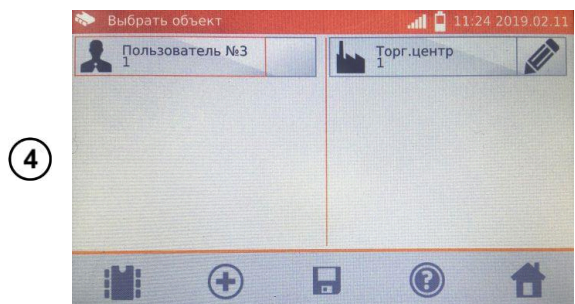 Выбрать объект
11:24 2019.02.11
Пользователь №3
1
Торг.центр
1
4